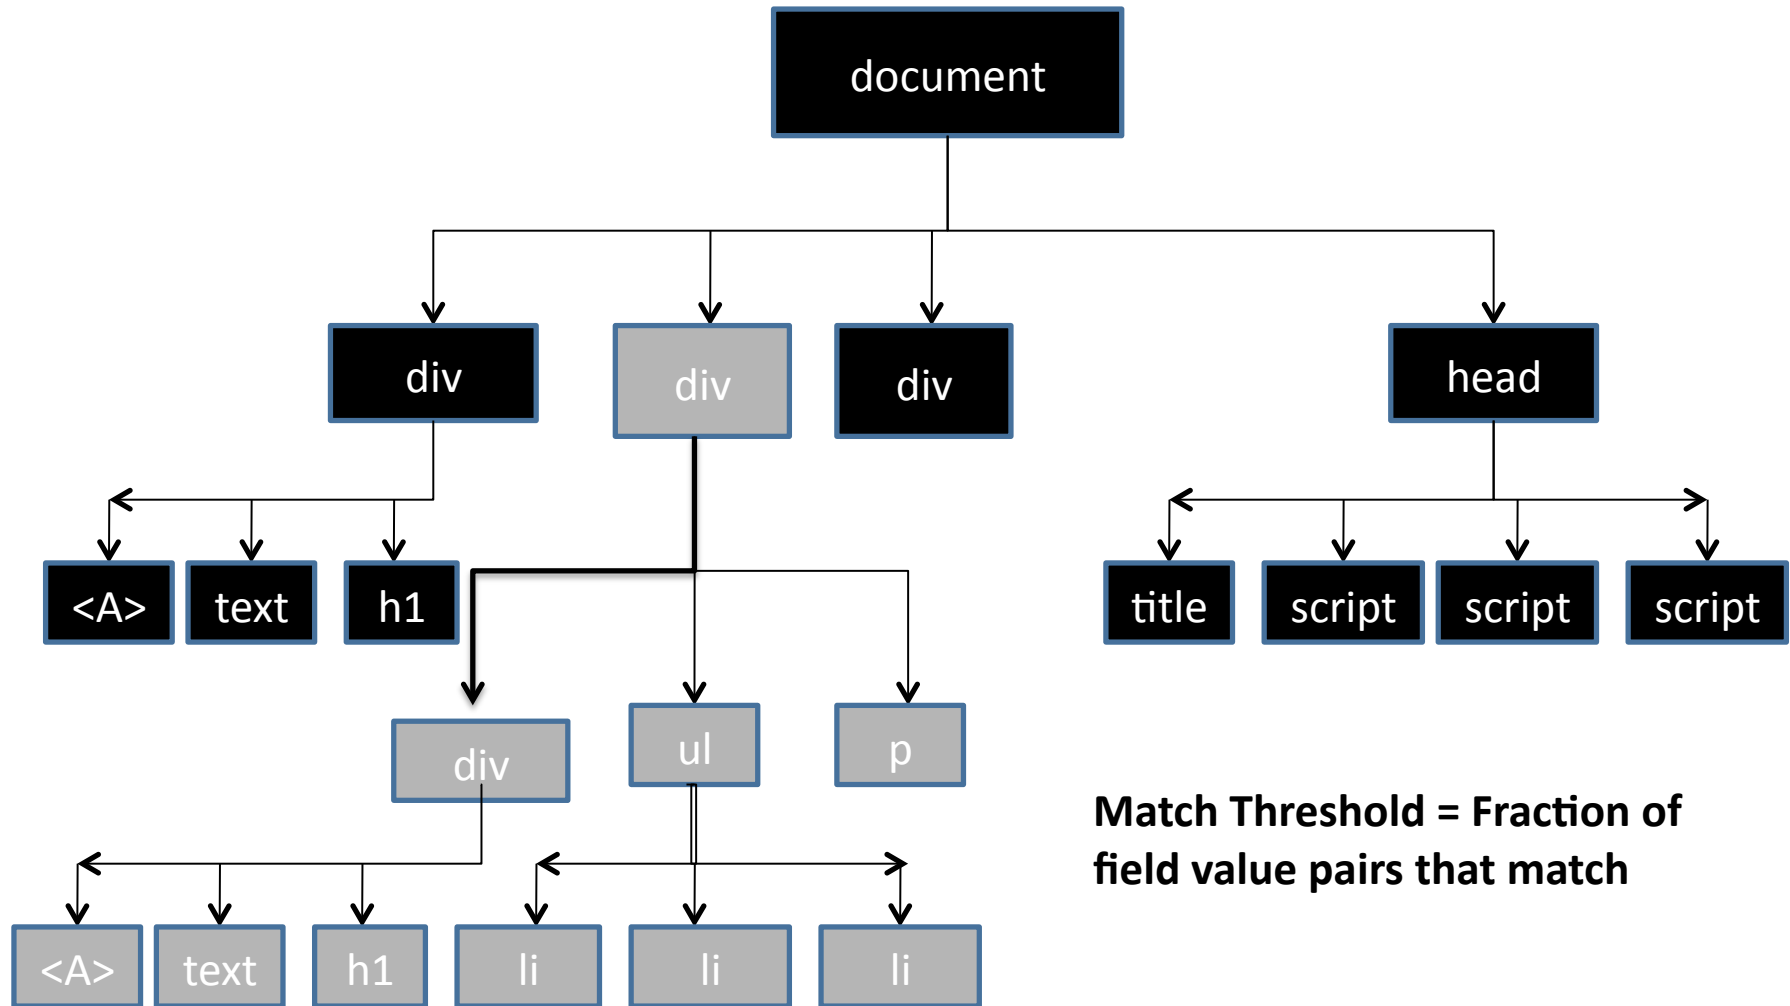 document
div
div
div
head
<A>
text
h1
title
script
script
script
div
ul
p
Match Threshold = Fraction of
field value pairs that match
<A>
text
h1
li
li
li